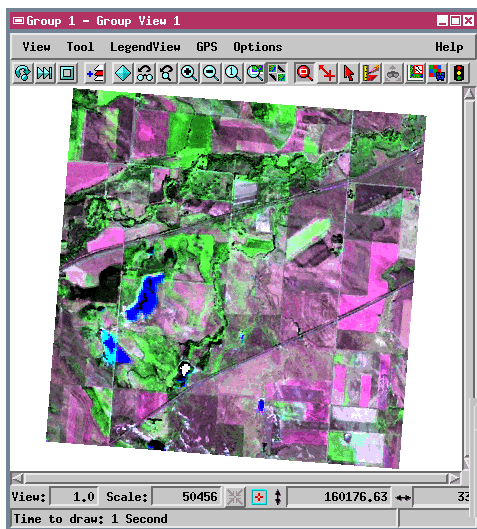 Group 1 - Group View 1
View Tool LegendView GPS Options Help
View: 1.0 Scale: 50456 160176.63 33
Time to draw: 1 Second